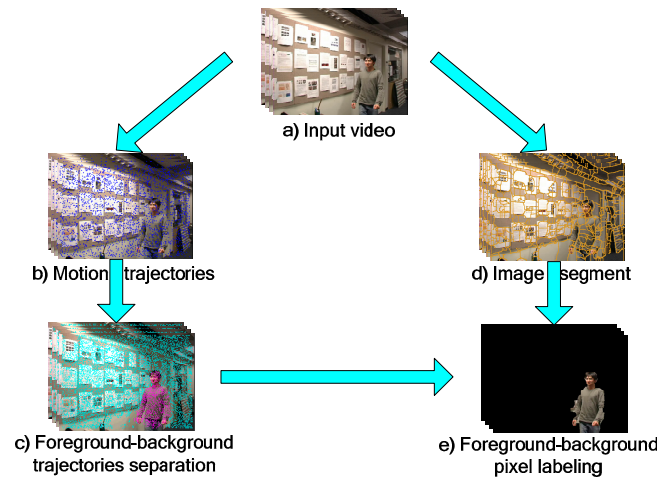 a) Input video
b) Motion trajectories
d) Image segment
c) Foreground-background
trajectories separation
e) Foreground-background
pixel labeling